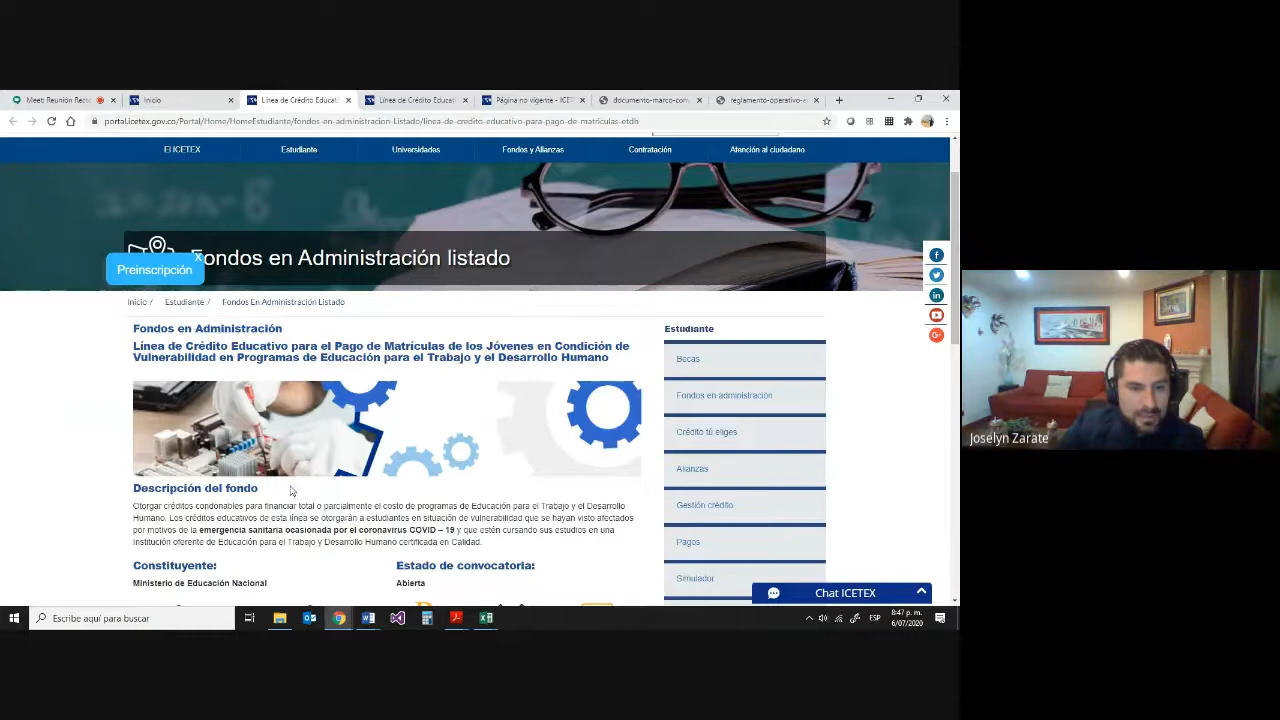 Meet: Reunión Recto
Inicio
Línea de Crédito Educati
Línea de Crédito Educat
Página no vigente - ICE
documento-marco-con
reglamento-operativo-
portal.icetex.gov.co/Portal/Home/HomeEstudiante/fondos-en-administracion-Listado/linea-de-credito-educativo-para-pago-de-matriculas-etdh
El ICETEX
Estudiante
Universidades
Fondos y Alianzas
Contratación
Atención al ciudadano
Fondos en Administración listado
Preinscripción
Inicio / Estudiante / Fondos En Administración Listado
Fondos en Administración
Línea de Crédito Educativo para el Pago de Matrículas de los Jóvenes en Condición de
Vulnerabilidad en Programas de Educación para el Trabajo y el Desarrollo Humano
Descripción del fondo
Otorgar créditos condonables para financiar total o parcialmente el costo de programas de Educación para el Trabajo y el Desarrollo
Humano. Los créditos educativos de esta línea se otorgarán a estudiantes en situación de vulnerabilidad que se hayan visto afectados
por motivos de la emergencia sanitaria ocasionada por el coronavirus COVID – 19 y que estén cursando sus estudios en una
Institución oferente de Educación para el Trabajo y Desarrollo Humano certificada en Calidad.
Constituyente:
Ministerio de Educación Nacional
Estado de convocatoria:
Abierta
Estudiante
Becas
Fondos en administración
Crédito tú eliges
Alianzas
Gestión crédito
Pagos
Simulador
Chat ICETEX
Joselyn Zarate
Escribe aquí para buscar
ESP
8:47 p. m.
6/07/2020